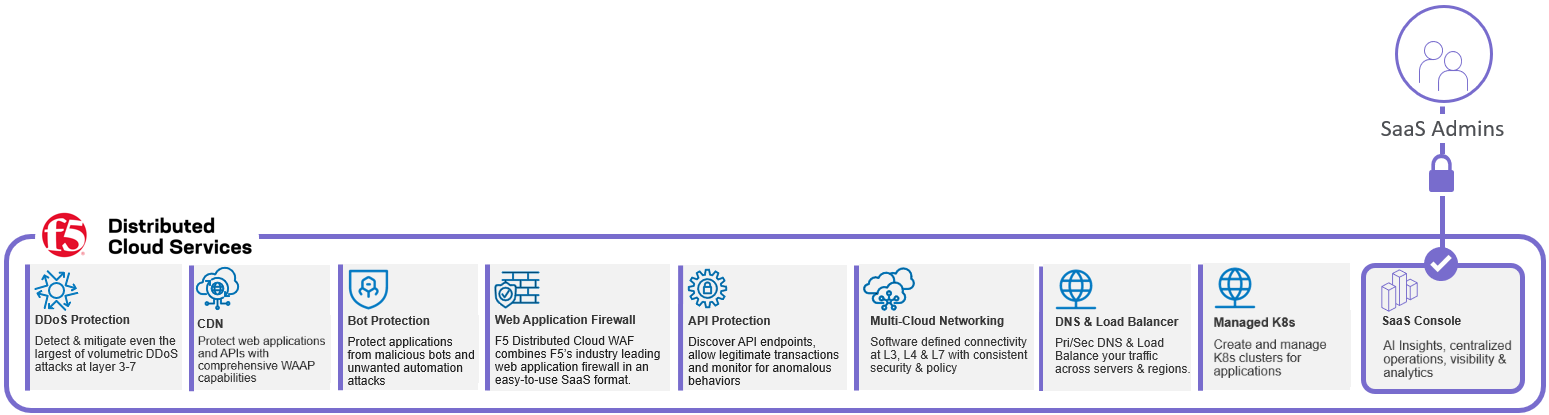 SaaS Admins
f5
Distributed
Cloud Services
DDoS Protection
Detect & mitigate even the
largest of volumetric DDoS
attacks at layer 3-7
CDN
Protect web applications
and APIs with
comprehensive WAAP
capabilities
Bot Protection
Protect applications
from malicious bots and
unwanted automation
attacks
Web Application Firewall
F5 Distributed Cloud WAF
combines F5's industry leading
web application firewall in an
easy-to-use SaaS format.
API Protection
Discover API endpoints,
allow legitimate transactions
and monitor for anomalous
behaviors
Multi-Cloud Networking
Software defined connectivity
at L3, L4 & L7 with consistent
security & policy
DNS & Load Balancer
Pri/Sec DNS & Load
Balance your traffic
across servers & regions.
Managed K8s
Create and manage
K8s clusters for
applications
SaaS Console
AI Insights, centralized
operations, visibility &
analytics